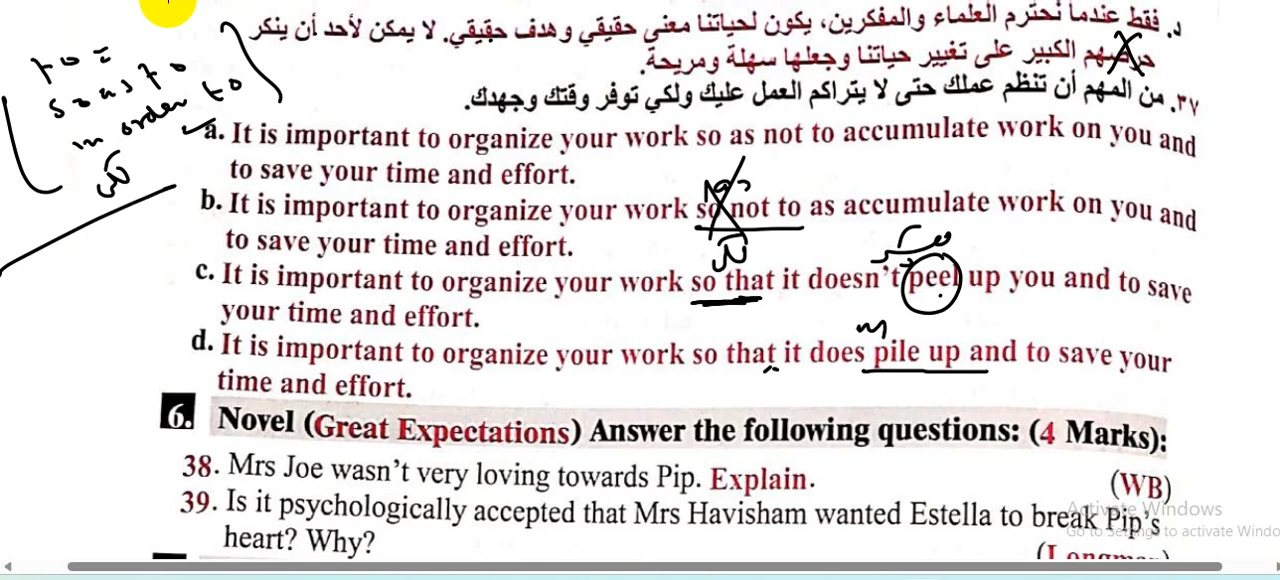 د. فقط عندما نحترم العلماء والمفكرين، يكون لحياتنا معنى حقيقي وهدف حقيقي. لا يمكن لأحد أن ينكر
حرصهم الكبير على تغيير حياتنا وجعلها سهلة ومريحة.
to =
so as to
in order to
لكى
٣٧. من المهم أن تنظم عملك حتى لا يتراكم العمل عليك ولكي توفر وقتك وجهدك.
a. It is important to organize your work so as not to accumulate work on you and
to save your time and effort.
b. It is important to organize your work so not to as accumulate work on you and
to save your time and effort.
c. It is important to organize your work so that it doesn't peel up you and to save
your time and effort.
d. It is important to organize your work so that it does pile up and to save your
time and effort.
6. Novel (Great Expectations) Answer the following questions: (4 Marks):
38. Mrs Joe wasn't very loving towards Pip. Explain. (WB)
39. Is it psychologically accepted that Mrs Havisham wanted Estella to break Pip's
heart? Why?
Activate Windows
Go to Settings to activate Windo